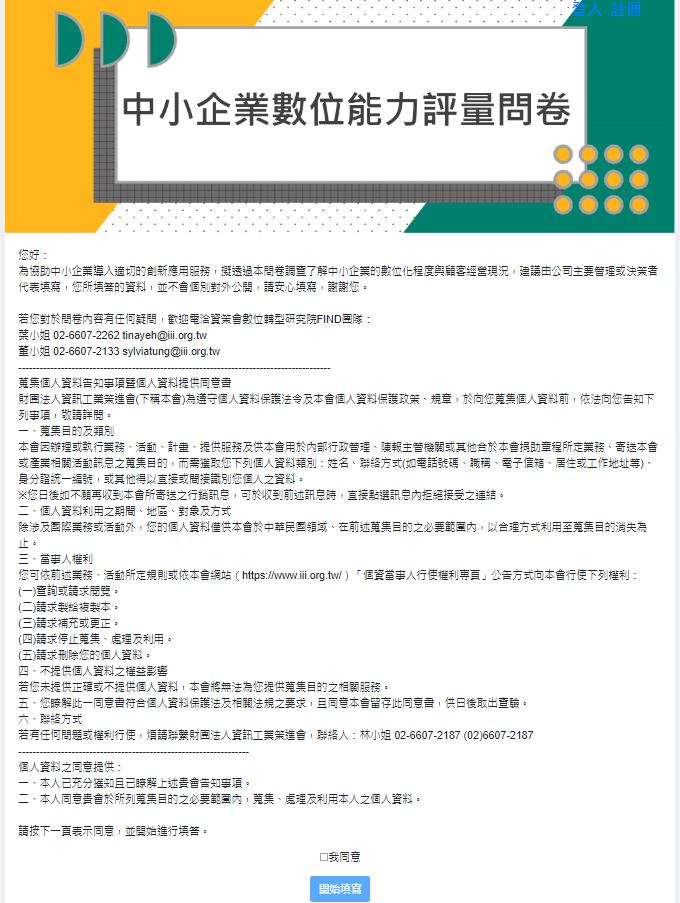 登入 註冊
中小企業數位能力評量問卷
您好：
為協助中小企業導入適切的創新應用服務，擬透過本問卷調查了解中小企業的數位化程度與顧客經營現況，建議由公司主要管理或決策者
代表填寫，您所填答的資料，並不會個別對外公開，請安心填寫，謝謝您。
若您對於問卷內容有任何疑問，歡迎電洽資策會數位轉型研究院FIND團隊：
葉小姐 02-6607-2262 tinayeh@iii.org.tw
董小姐 02-6607-2133 sylviatung@iii.org.tw
----------------------------------------------------------------------------------------
蒐集個人資料告知事項暨個人資料提供同意書
財團法人資訊工業策進會(下稱本會)為遵守個人資料保護法令及本會個人資料保護政策、規章，於向您蒐集個人資料前，依法向您告知下
列事項，敬請詳閱。
一、蒐集目的及類別
本會因辦理或執行業務、活動、計畫、提供服務及供本會用於內部行政管理、陳報主管機關或其他合於本會捐助章程所定業務、寄送本會
或產業相關活動訊息之蒐集目的，而需獲取您下列個人資料類別：姓名、聯絡方式(如電話號碼、職稱、電子信箱、居住或工作地址等)、
身分證統一編號，或其他得以直接或間接識別您個人之資料。
※您日後如不願再收到本會所寄送之行銷訊息，可於收到前述訊息時，直接點選訊息內拒絕接受之連結。
二、個人資料利用之期間、地區、對象及方式
除涉及國際業務或活動外，您的個人資料僅供本會於中華民國領域、在前述蒐集目的之必要範圍內，以合理方式利用至蒐集目的消失為
止。
三、當事人權利
您可依前述業務、活動所定規則或依本會網站（https://www.iii.org.tw/）「個資當事人行使權利專頁」公告方式向本會行使下列權利：
(一)查詢或請求閱覽。
(二)請求製給複製本。
(三)請求補充或更正。
(四)請求停止蒐集、處理及利用。
(五)請求刪除您的個人資料。
四、不提供個人資料之權益影響
若您未提供正確或不提供個人資料，本會將無法為您提供蒐集目的之相關服務。
五、您瞭解此一同意書符合個人資料保護法及相關法規之要求，且同意本會留存此同意書，供日後取出查驗。
六、聯絡方式
若有任何問題或權利行使，煩請聯繫財團法人資訊工業策進會，聯絡人：林小姐 02-6607-2187 (02)6607-2187
-----------------------------------------------------------------
個人資料之同意提供：
一、本人已充分獲知且已瞭解上述貴會告知事項。
二、本人同意貴會於所列蒐集目的之必要範圍內，蒐集、處理及利用本人之個人資料。
請按下一頁表示同意，並開始進行填答。
☐我同意
開始填寫